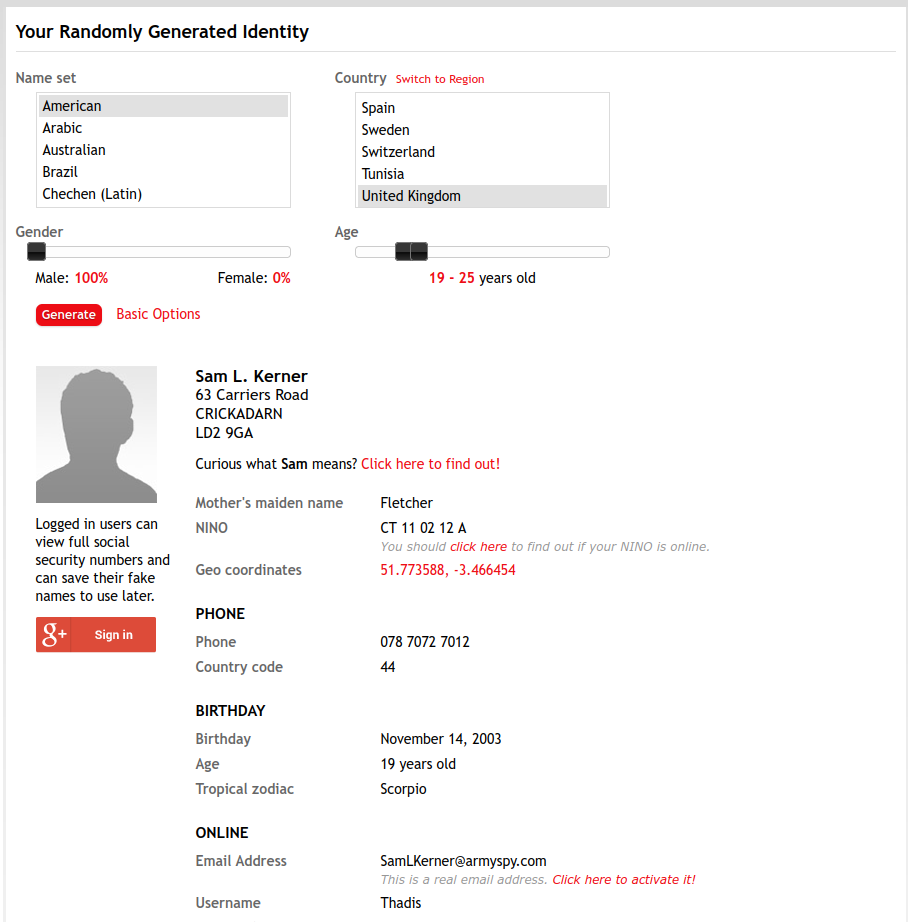 Your Randomly Generated Identity
Name set
Country Switch to Region
American
Arabic
Australian
Brazil
Chechen (Latin)
Spain
Sweden
Switzerland
Tunisia
United Kingdom
Gender
Age
Male: 100% Female: 0%
19 - 25 years old
Generate Basic Options
Sam L. Kerner
63 Carriers Road
CRICKADARN
LD2 9GA
Curious what Sam means? Click here to find out!
Logged in users can
view full social
security numbers and
can save their fake
names to use later.
g+ Sign in
Mother's maiden name Fletcher
NINO CT 11 02 12 A
You should click here to find out if your NINO is online.
Geo coordinates 51.773588, -3.466454
PHONE
Phone 078 7072 7012
Country code 44
BIRTHDAY
Birthday November 14, 2003
Age 19 years old
Tropical zodiac Scorpio
ONLINE
Email Address SamLKerner@armyspy.com
This is a real email address. Click here to activate it!
Username Thadis